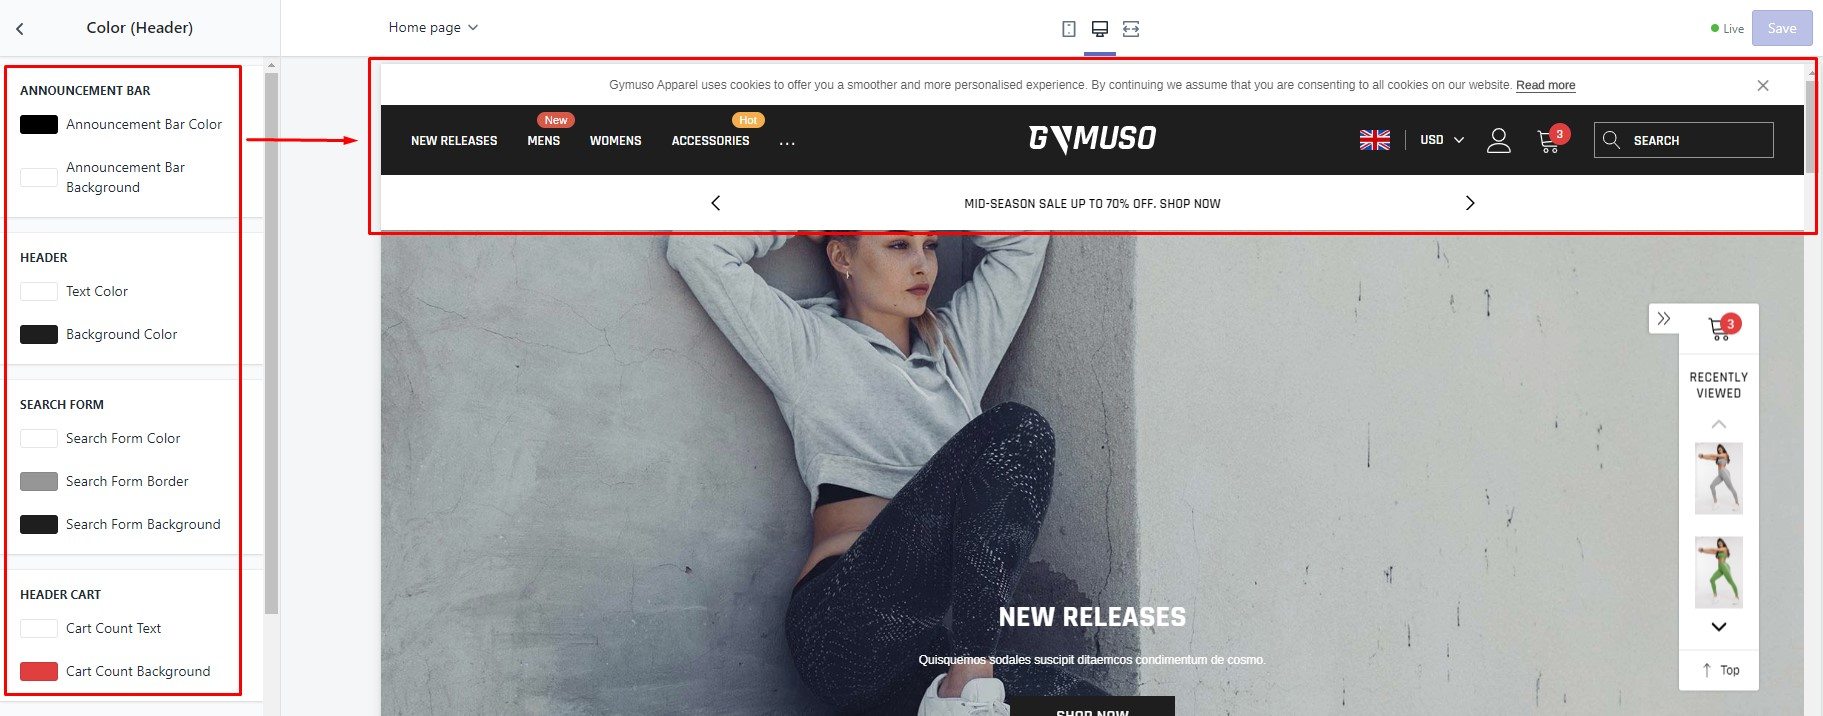 Color (Header)
Home page
Live
Save
ANNOUNCEMENT BAR
Announcement Bar Color
Announcement Bar
Background
HEADER
Text Color
Background Color
SEARCH FORM
Search Form Color
Search Form Border
Search Form Background
HEADER CART
Cart Count Text
Cart Count Background
Gymuso Apparel uses cookies to offer you a smoother and more personalised experience. By continuing we assume that you are consenting to all cookies on our website. Read more
New
Hot
NEW RELEASES MENS WOMENS ACCESSORIES ...
GYMUSO
USD
3
SEARCH
MID-SEASON SALE UP TO 70% OFF. SHOP NOW
3
RECENTLY
VIEWED
Top
NEW RELEASES
Quisquemos sodales suscipit ditaemcos condimentum de cosmo.
SHOP NOW